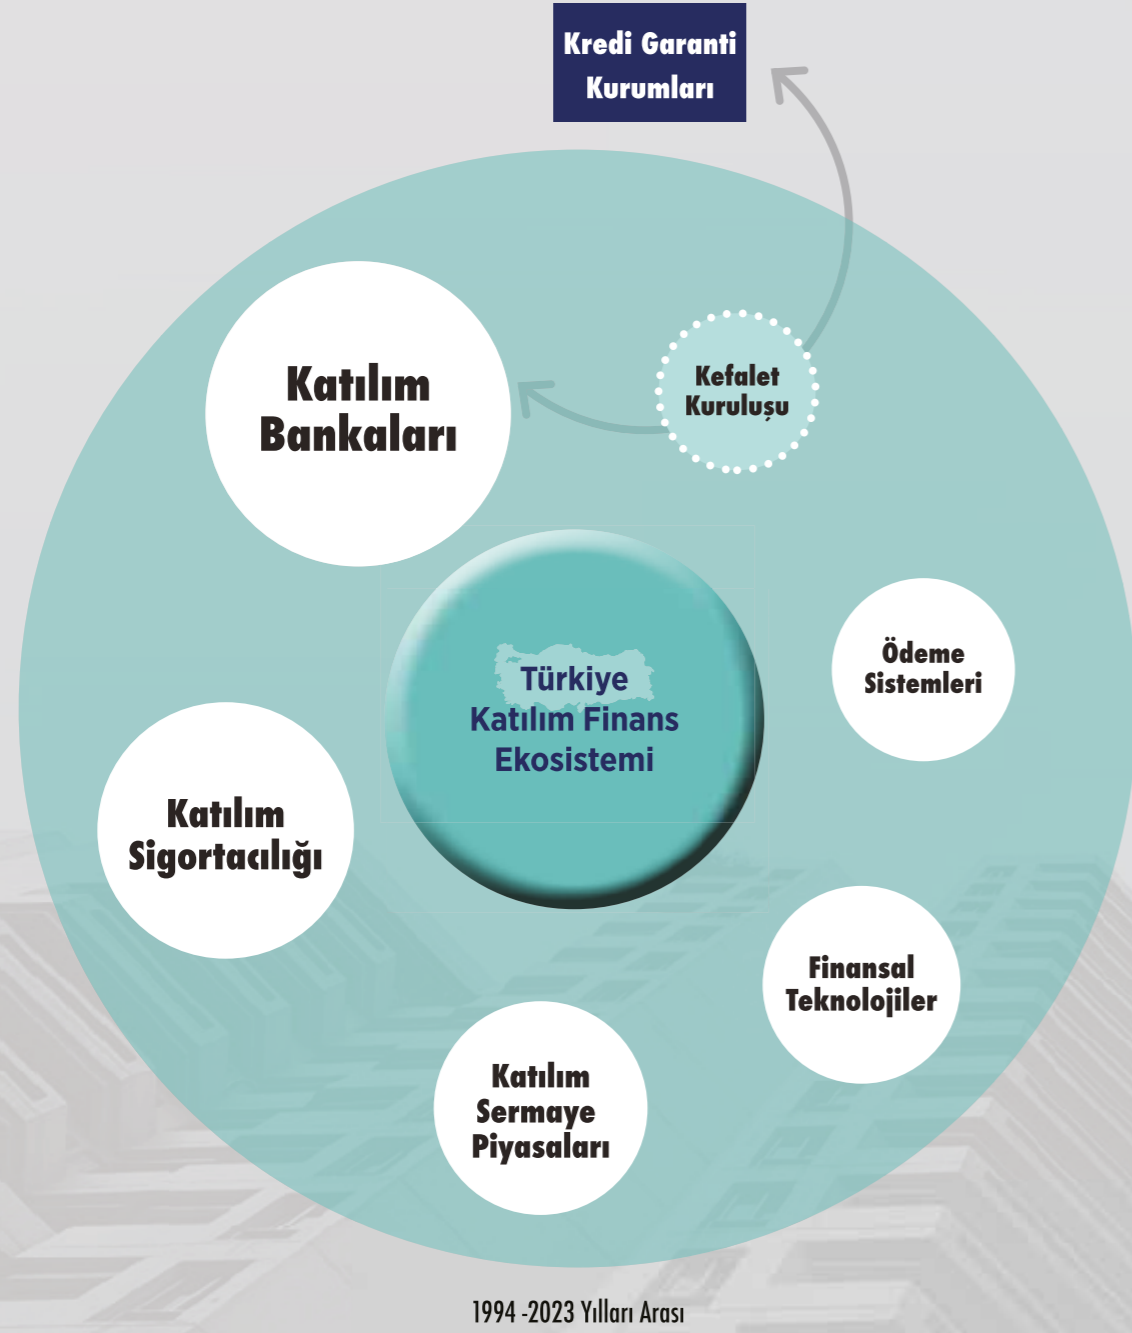 Kredi Garanti
Kurumları
Katılım
Bankaları
Kefalet
Kuruluşu
Türkiye
Katılım Finans
Ekosistemi
Ödeme
Sistemleri
Katılım
Sigortacılığı
Finansal
Teknolojiler
Katılım
Sermaye
Piyasaları
1994 -2023 Yılları Arası